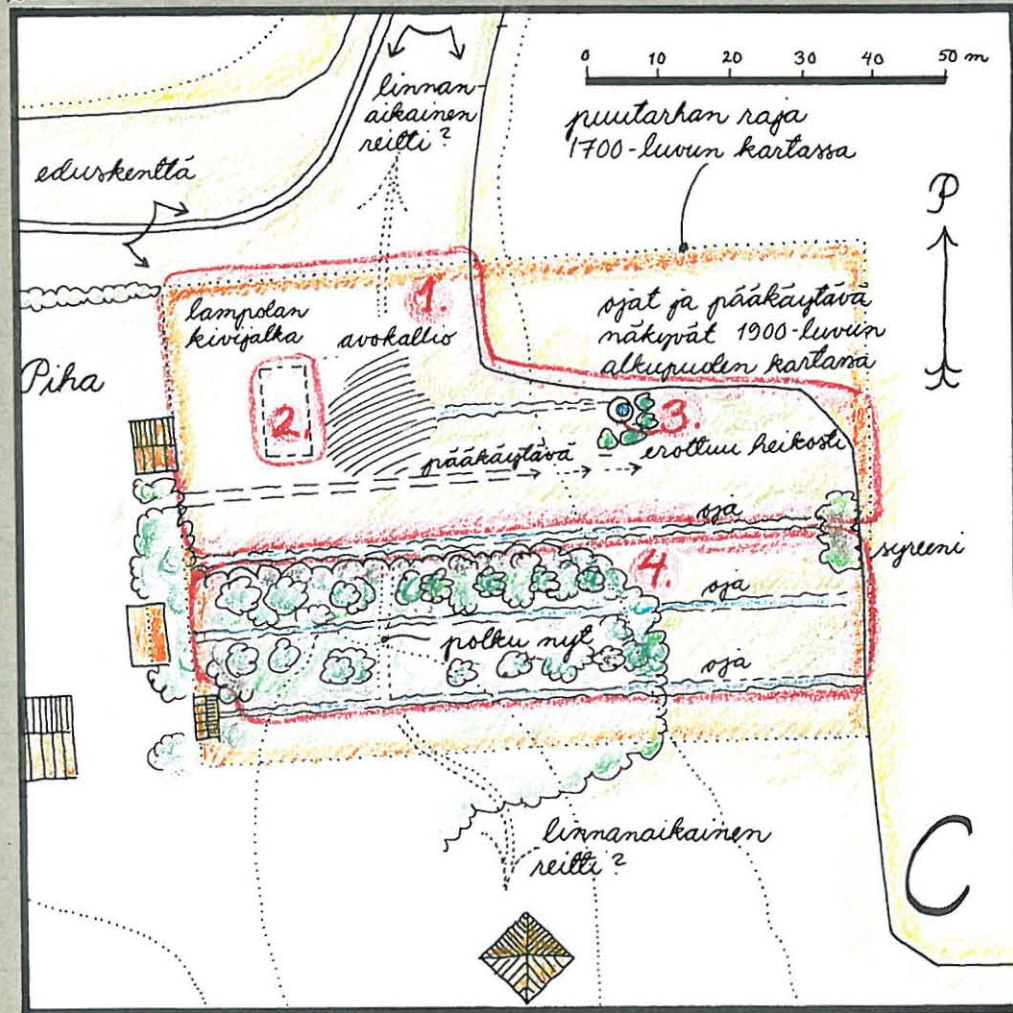 0 10 20 30 40 50 m
linnan-
aikainen
reitti?
puutarhan raja
1700-luvun kartassa
eduskenttä
P
1.
lampolan
kivijalka
avokallio
ojat ja pääkäytävä
näkyvät 1900-luvun
alkupuolen kartassa
Piha
2.
3.
pääkäytävä
erottuu heikosti
oja
syreeni
4.
oja
polku nyt
oja
linnanaikainen
reitti?
C